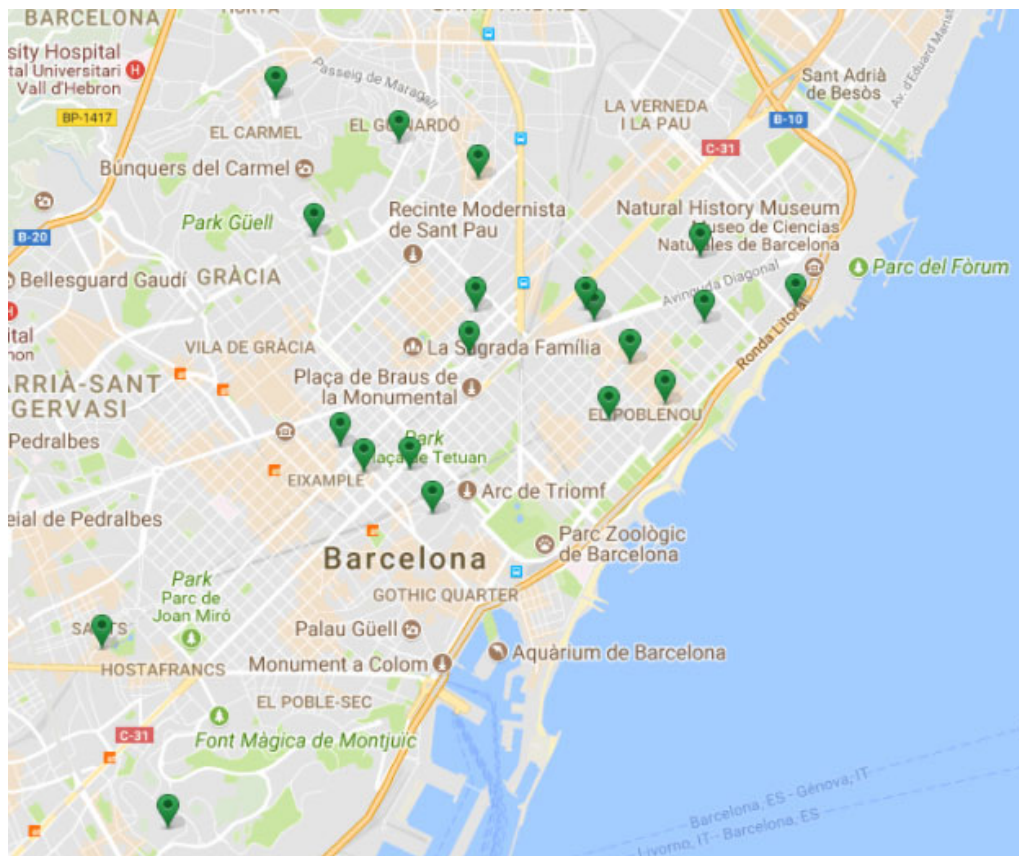 BARCELONA
sity Hospital
tal Universitari
Vall d'Hebron
Passeig de Maragall
Sant Adrià
de Besòs
Av. d'Eduard Marist
BP-1417
EL CARMEL
LA VERNEDA
I LA PAU
B-10
C-31
Búnquers del Carmel
Park Güell
Recinte Modernista
de Sant Pau
Natural History Museum
Museo de Ciencias
Naturales de Barcelona
B-20
Bellesguard Gaudí
GRÀCIA
Avinguda Diagonal
Parc del Fòrum
ital
non
Ronda Litoral
VILA DE GRÀCIA
La Sagrada Família
ARRIÀ-SANT
GERVASI
Plaça de Braus de
la Monumental
EL POBLENOU
Pedralbes
Park
Plaça de Tetuan
EIXAMPLE
Arc de Triomf
eial de Pedralbes
Parc Zoològic
de Barcelona
Barcelona
Park
Parc de
Joan Miró
GOTHIC QUARTER
Palau Güell
HOSTAFRANCS
Monument a Colom
Aquàrium de Barcelona
EL POBLE-SEC
C-31
Font Màgica de Montjuïc
Barcelona, ES - Gènova, IT
Livorno, IT - Barcelona, ES